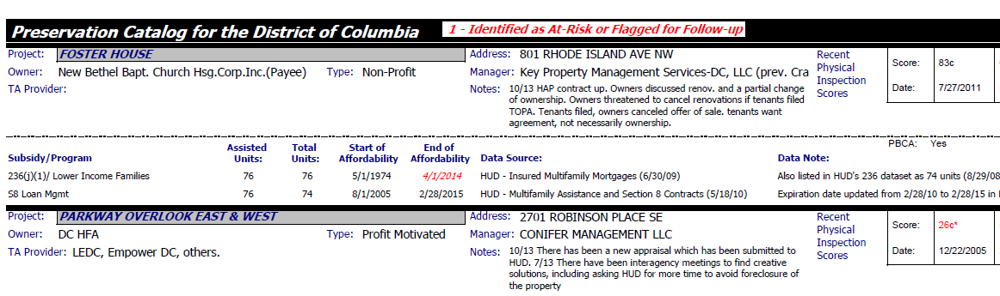 Preservation Catalog for the District of Columbia 1 - Identified as At-Risk or Flagged for Follow-up
Project: FOSTER HOUSE Address: 801 RHODE ISLAND AVE NW Recent Physical Inspection Scores Score: 83c
Owner: New Bethel Bapt. Church Hsg.Corp.Inc.(Payee) Type: Non-Profit Manager: Key Property Management Services-DC, LLC (prev. Cra
TA Provider: Notes: 10/13 HAP contract up. Owners discussed renov. and a partial change Date: 7/27/2011
of ownership. Owners threatened to cancel renovations if tenants filed
TOPA. Tenants filed, owners canceled offer of sale. tenants want
agreement, not necessarily ownership.
PBCA: Yes
Subsidy/Program Assisted Units: Total Units: Start of Affordability End of Affordability Data Source: Data Note:
236(j)(1)/ Lower Income Families 76 76 5/1/1974 4/1/2014 HUD - Insured Multifamily Mortgages (6/30/09) Also listed in HUD's 236 dataset as 74 units (8/29/08
S8 Loan Mgmt 76 74 8/1/2005 2/28/2015 HUD - Multifamily Assistance and Section 8 Contracts (5/18/10) Expiration date updated from 2/28/10 to 2/28/15 in
Project: PARKWAY OVERLOOK EAST & WEST Address: 2701 ROBINSON PLACE SE Recent Physical Inspection Scores Score: 26c*
Owner: DC HFA Type: Profit Motivated Manager: CONIFER MANAGEMENT LLC
TA Provider: LEDC, Empower DC, others. Notes: 10/13 There has been a new appraisal which has been submitted to Date: 12/22/2005
HUD. 7/13 There have been interagency meetings to find creative
solutions, including asking HUD for more time to avoid foreclosure of
the property